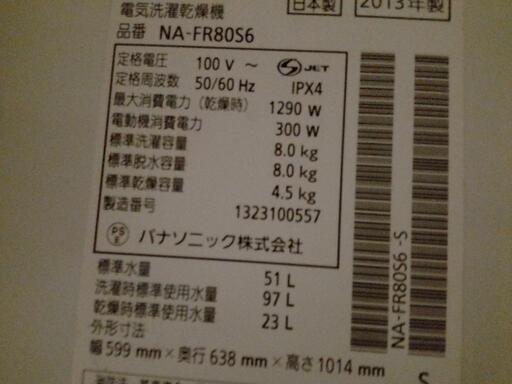 電気洗濯乾燥機
日本製
2013年製
品番 NA-FR80S6
定格電圧 100 V ~
S JET
定格周波数 50/60 Hz IPX4
最大消費電力(乾燥時) 1290 W
電動機消費電力 300 W
標準洗濯容量 8.0 kg
標準脱水容量 8.0 kg
標準乾燥容量 4.5 kg
製造番号 1323100557
PS E パナソニック株式会社
標準水量 51 L
洗濯時標準使用水量 97 L
乾燥時標準使用水量 23 L
外形寸法
幅 599 mm×奥行 638 mm×高さ 1014 mm
NA-FR80S6 -S
S